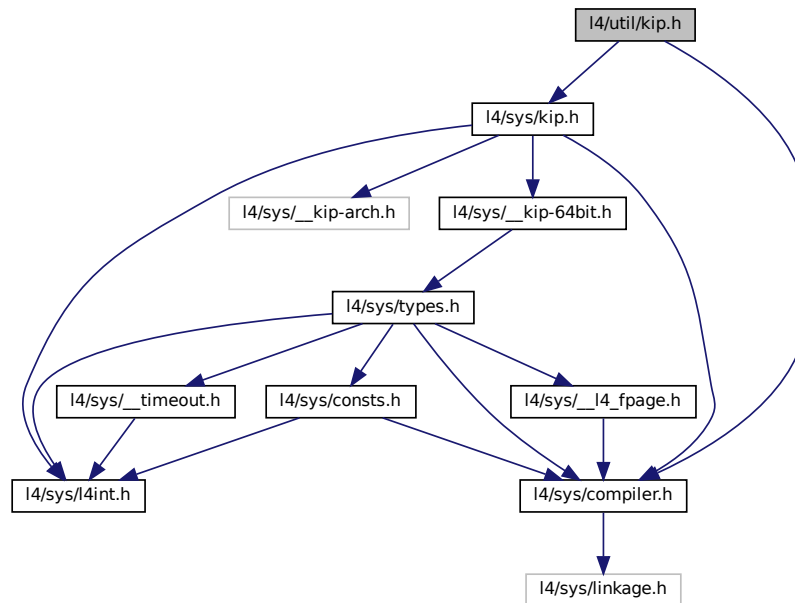 l4/util/kip.h
l4/sys/kip.h
l4/sys/__kip-arch.h
l4/sys/__kip-64bit.h
l4/sys/types.h
l4/sys/__timeout.h
l4/sys/consts.h
l4/sys/__l4_fpage.h
l4/sys/l4int.h
l4/sys/compiler.h
l4/sys/linkage.h